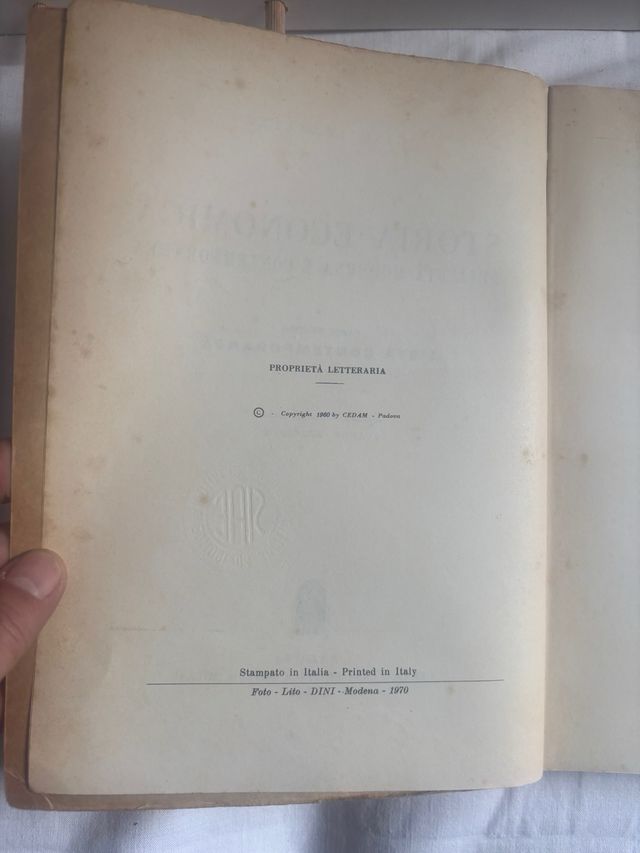 PROPRIETÀ LETTERARIA
© - Copyright 1960 by CEDAM - Padova
Stampato in Italia - Printed in Italy
Foto - Lito - DINI - Modena - 1970